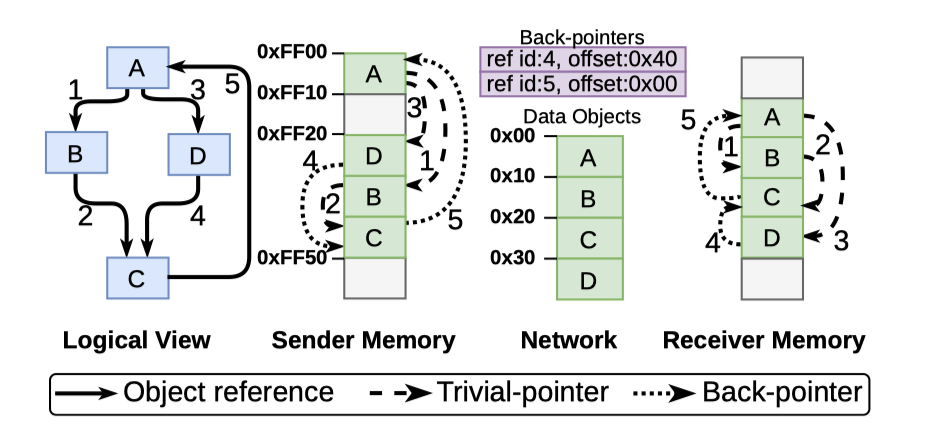 A
B
D
C
1
3
5
2
4
0xFF00
0xFF10
0xFF20
0xFF50
A
D
B
C
3
1
4
2
5
Back-pointers
ref id:4, offset:0x40
ref id:5, offset:0x00
Data Objects
0x00
0x10
0x20
0x30
A
B
C
D
A
B
C
D
5
1
2
4
3
Logical View
Sender Memory
Network
Receiver Memory
Object reference
Trivial-pointer
Back-pointer